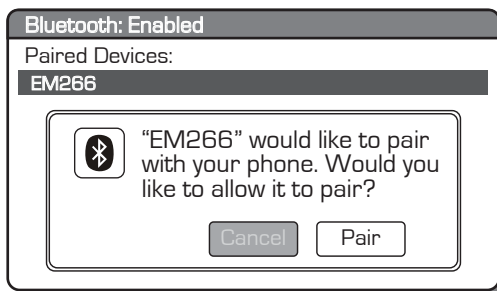 Bluetooth: Enabled
Paired Devices:
EM266
“EM266” would like to pair
with your phone. Would you
like to allow it to pair?
Cancel Pair